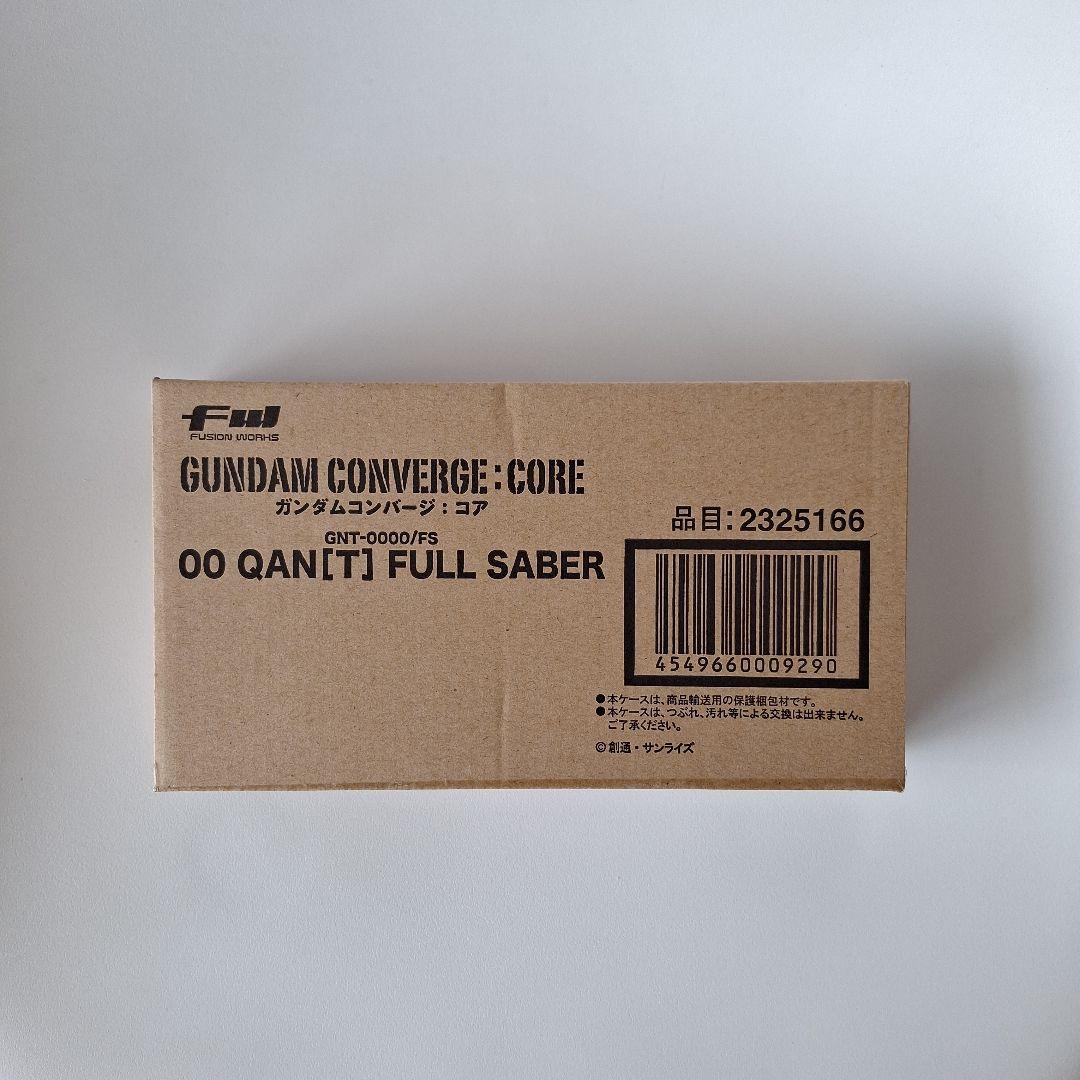 FW
FUSION WORKS
GUNDAM CONVERGE:CORE
ガンダムコンバージ:コア
GNT-0000/FS
00 QAN[T] FULL SABER
品目:2325166
4549660009290
●本ケースは、商品輸送用の保護梱包材です。
●本ケースは、つぶれ、汚れ等による交換は出来ません。
ご了承ください。
©創通・サンライズ